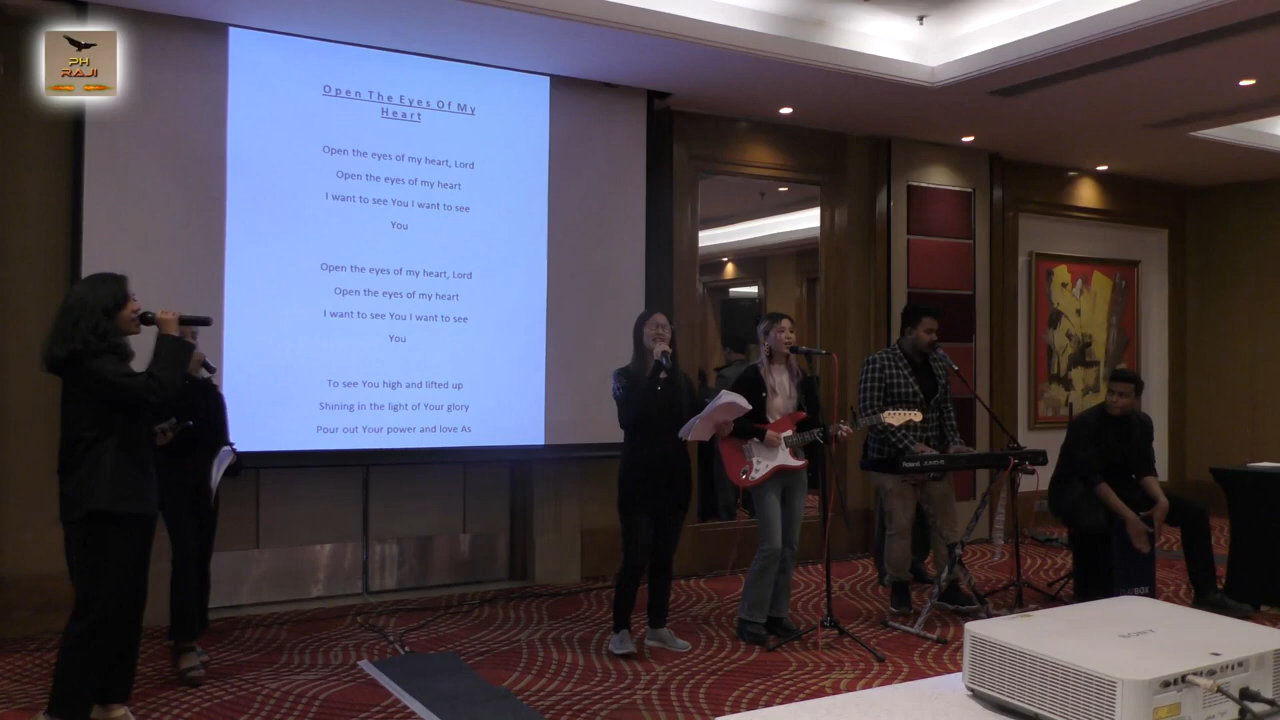 PH
RAJI
Open The Eyes Of My
Heart
Open the eyes of my heart, Lord
Open the eyes of my heart
I want to see You I want to see
You
Open the eyes of my heart, Lord
Open the eyes of my heart
I want to see You I want to see
You
To see You high and lifted up
Shining in the light of Your glory
Pour out Your power and love As
Roland
SONY